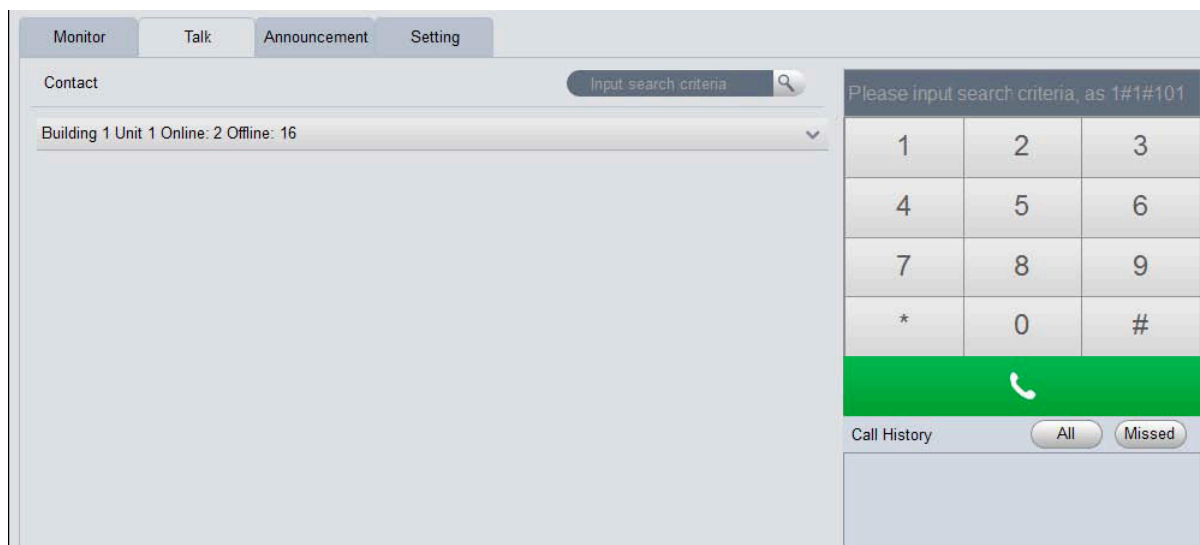 Monitor Talk Announcement Setting
Contact
Input search criteria
Building 1 Unit 1 Online: 2 Offline: 16
Please input search criteria, as 1#1#101
1 2 3
4 5 6
7 8 9
* 0 #
Call History All Missed